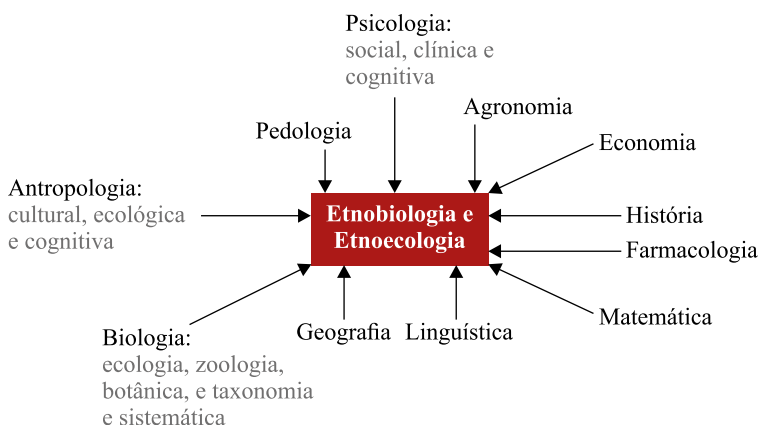 Psicologia:
social, clínica e
cognitiva
Agronomia
Pedologia
Economia
Antropologia:
cultural, ecológica
e cognitiva
Etnobiologia e
Etnoecologia
História
Farmacologia
Matemática
Geografia
Linguística
Biologia:
ecologia, zoologia,
botânica, e taxonomia
e sistemática